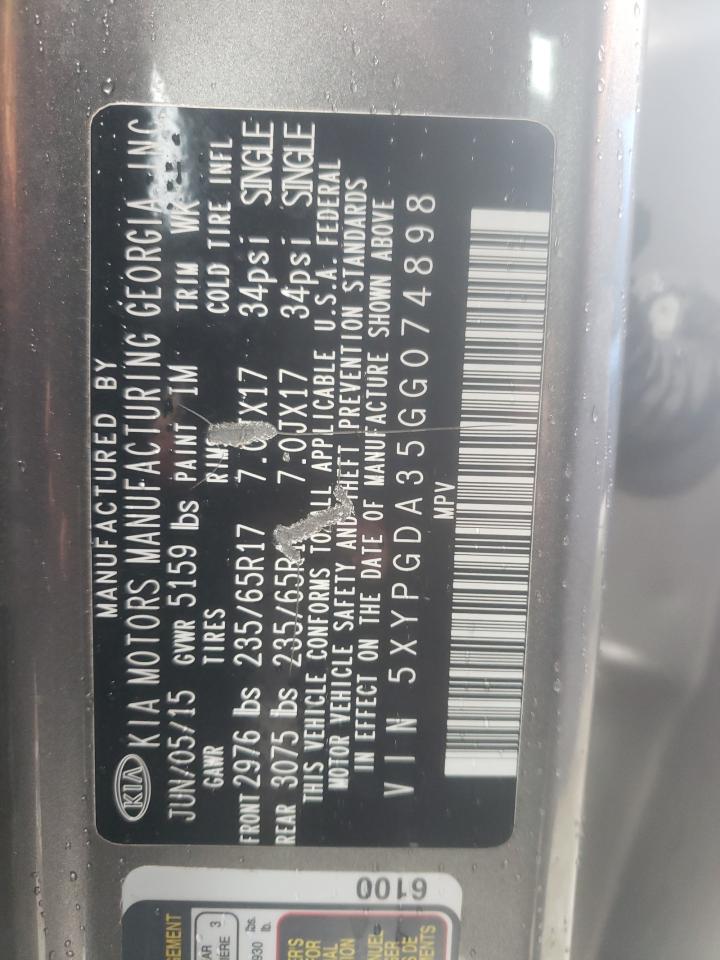 MANUFACTURED BY
KIA KIA MOTORS MANUFACTURING GEORGIA INC
JUN/05/15 GVWR 5159 lbs PAINT IM TRIM WK
GAWR TIRES COLD TIRE INFL
FRONT 2976 lbs 235/65R17 34psi SINGLE
REAR 3075 lbs 7.0JX17 34psi SINGLE
THIS VEHICLE CONFORMS TO ALL APPLICABLE U.S.A. FEDERAL
MOTOR VEHICLE SAFETY AND THEFT PREVENTION STANDARDS
IN EFFECT ON THE DATE OF MANUFACTURE SHOWN ABOVE
VIN 5XYPGDA35GG074898
MPV
6100